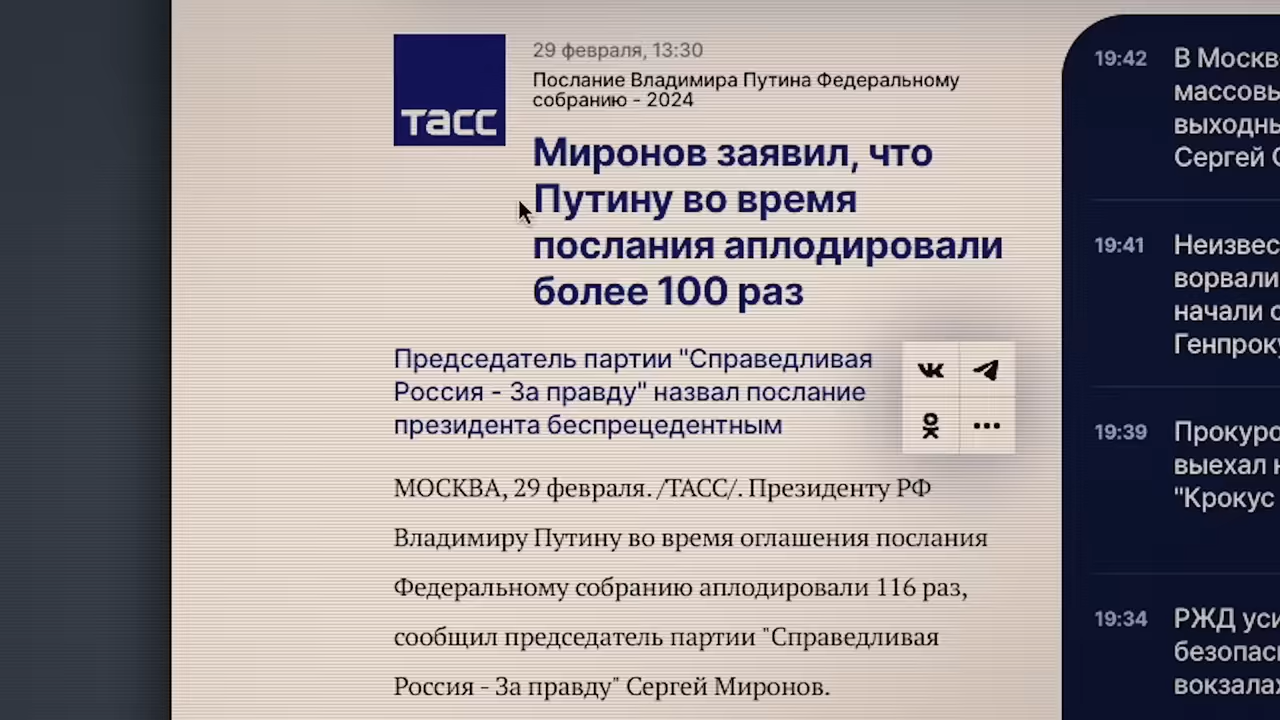 тасс
29 февраля, 13:30
Послание Владимира Путина Федеральному
собранию - 2024
Миронов заявил, что
Путину во время
послания аплодировали
более 100 раз
Председатель партии "Справедливая
Россия - За правду" назвал послание
президента беспрецедентным
МОСКВА, 29 февраля. /ТАСС/. Президенту РФ
Владимиру Путину во время оглашения послания
Федеральному собранию аплодировали 116 раз,
сообщил председатель партии "Справедливая
Россия - За правду" Сергей Миронов.
19:42
В Москв
массовы
выходны
Сергей С
19:41
Неизвес
ворвали
начали с
Генпрок
19:39
Прокуро
выехал н
"Крокус
19:34
РЖД уси
безопас
вокзала